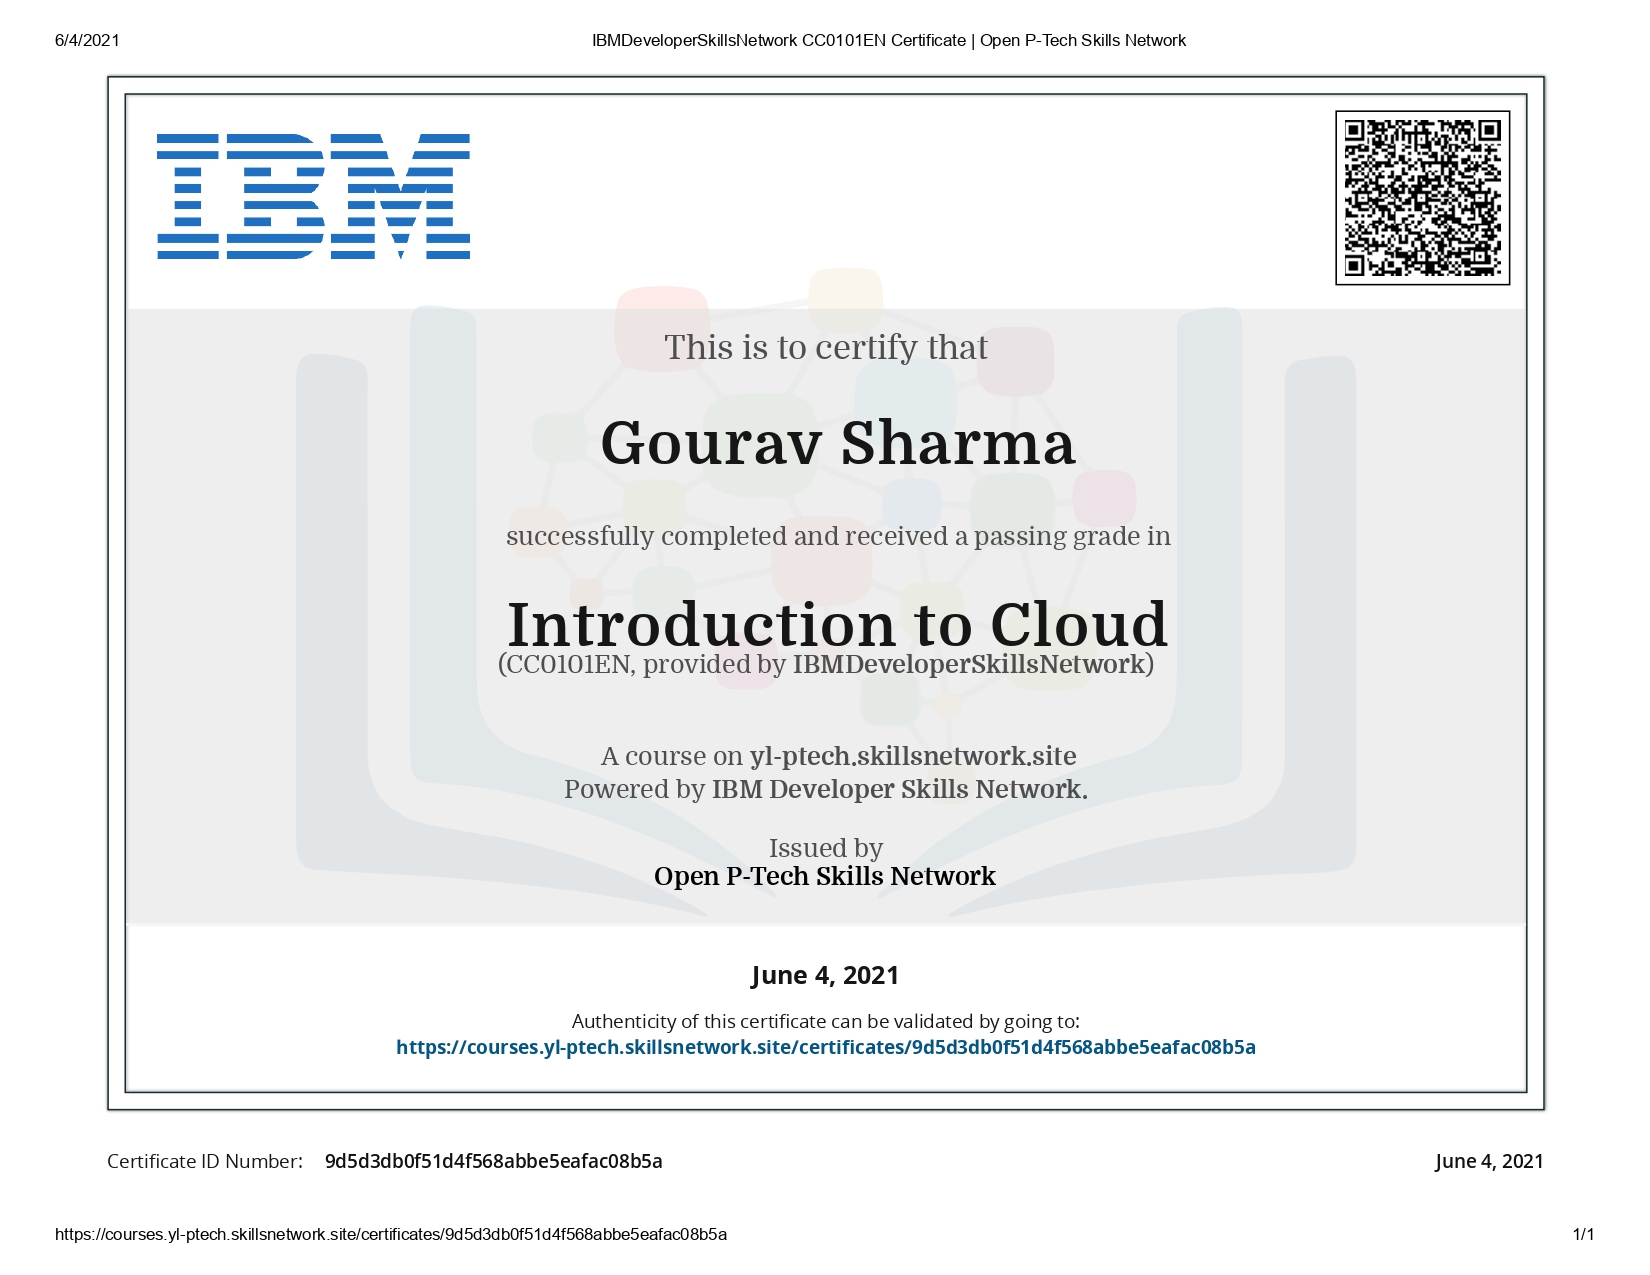 6/4/2021
IBMDeveloperSkillsNetwork CC0101EN Certificate | Open P-Tech Skills Network
IBM
This is to certify that
Gourav Sharma
successfully completed and received a passing grade in
Introduction to Cloud
(CC0101EN, provided by IBMDeveloperSkillsNetwork)
A course on yl-ptech.skillsnetwork.site
Powered by IBM Developer Skills Network.
Issued by
Open P-Tech Skills Network
June 4, 2021
Authenticity of this certificate can be validated by going to:
https://courses.yl-ptech.skillsnetwork.site/certificates/9d5d3db0f51d4f568abbe5eafac08b5a
Certificate ID Number: 9d5d3db0f51d4f568abbe5eafac08b5a
June 4, 2021
https://courses.yl-ptech.skillsnetwork.site/certificates/9d5d3db0f51d4f568abbe5eafac08b5a
1/1